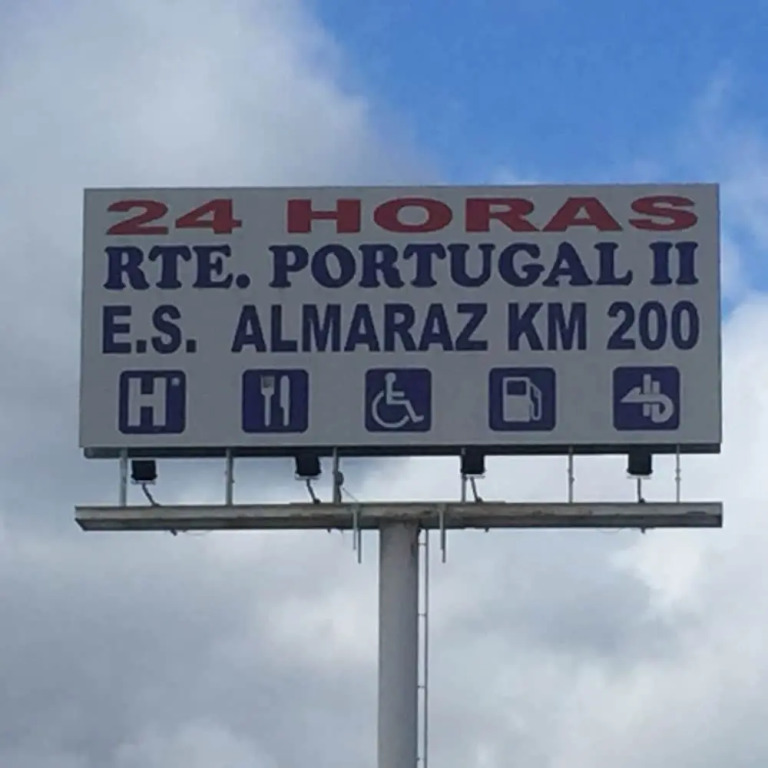 24 HORAS
RTE. PORTUGAL II
E.S. ALMARAZ KM 200
H